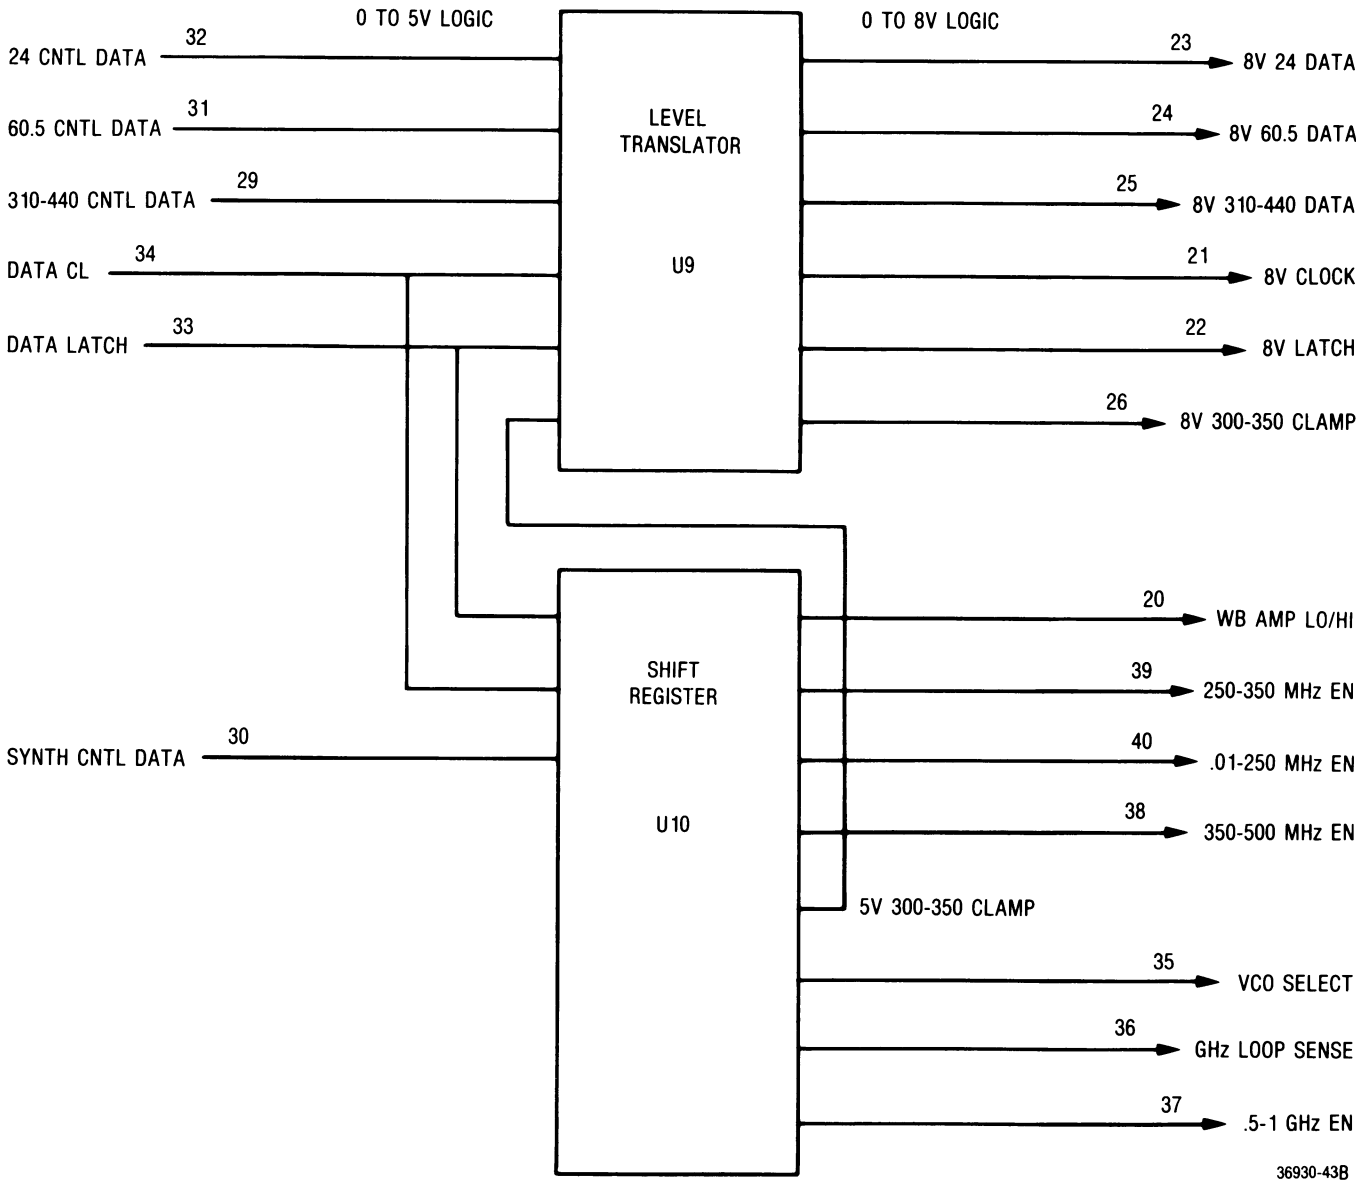 0 TO 5V LOGIC
0 TO 8V LOGIC
24 CNTL DATA
32
60.5 CNTL DATA
31
310-440 CNTL DATA
29
DATA CL
34
DATA LATCH
33
LEVEL
TRANSLATOR
U9
23
8V 24 DATA
24
8V 60.5 DATA
25
8V 310-440 DATA
21
8V CLOCK
22
8V LATCH
26
8V 300-350 CLAMP
SYNTH CNTL DATA
30
SHIFT
REGISTER
U10
20
WB AMP LO/HI
39
250-350 MHz EN
40
.01-250 MHz EN
38
350-500 MHz EN
5V 300-350 CLAMP
35
VCO SELECT
36
GHz LOOP SENSE
37
.5-1 GHz EN
36930-43B